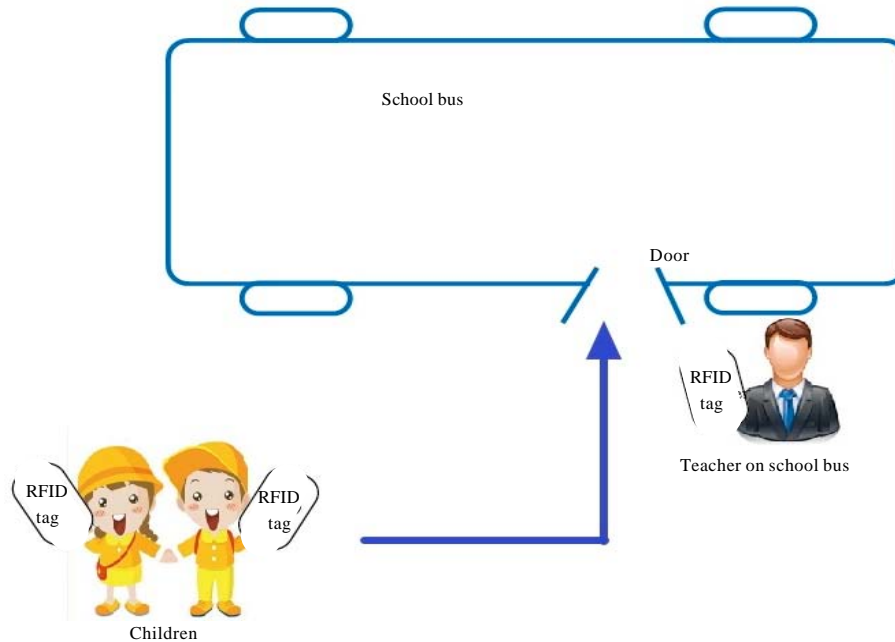 School bus
Door
RFID
tag
Teacher on school bus
RFID
tag
RFID
tag
Children